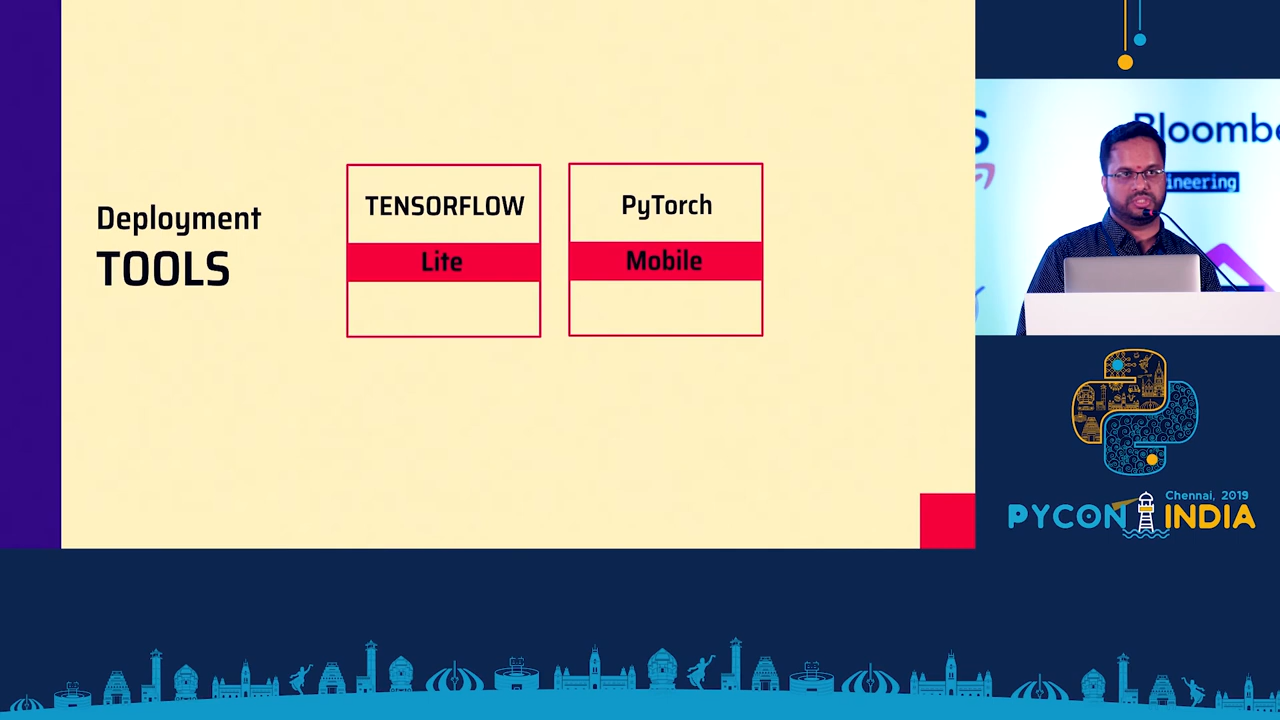 Deployment
TOOLS
TENSORFLOW
Lite
PyTorch
Mobile
S
Bloombe
ineering
Chennai, 2019
PYCON INDIA